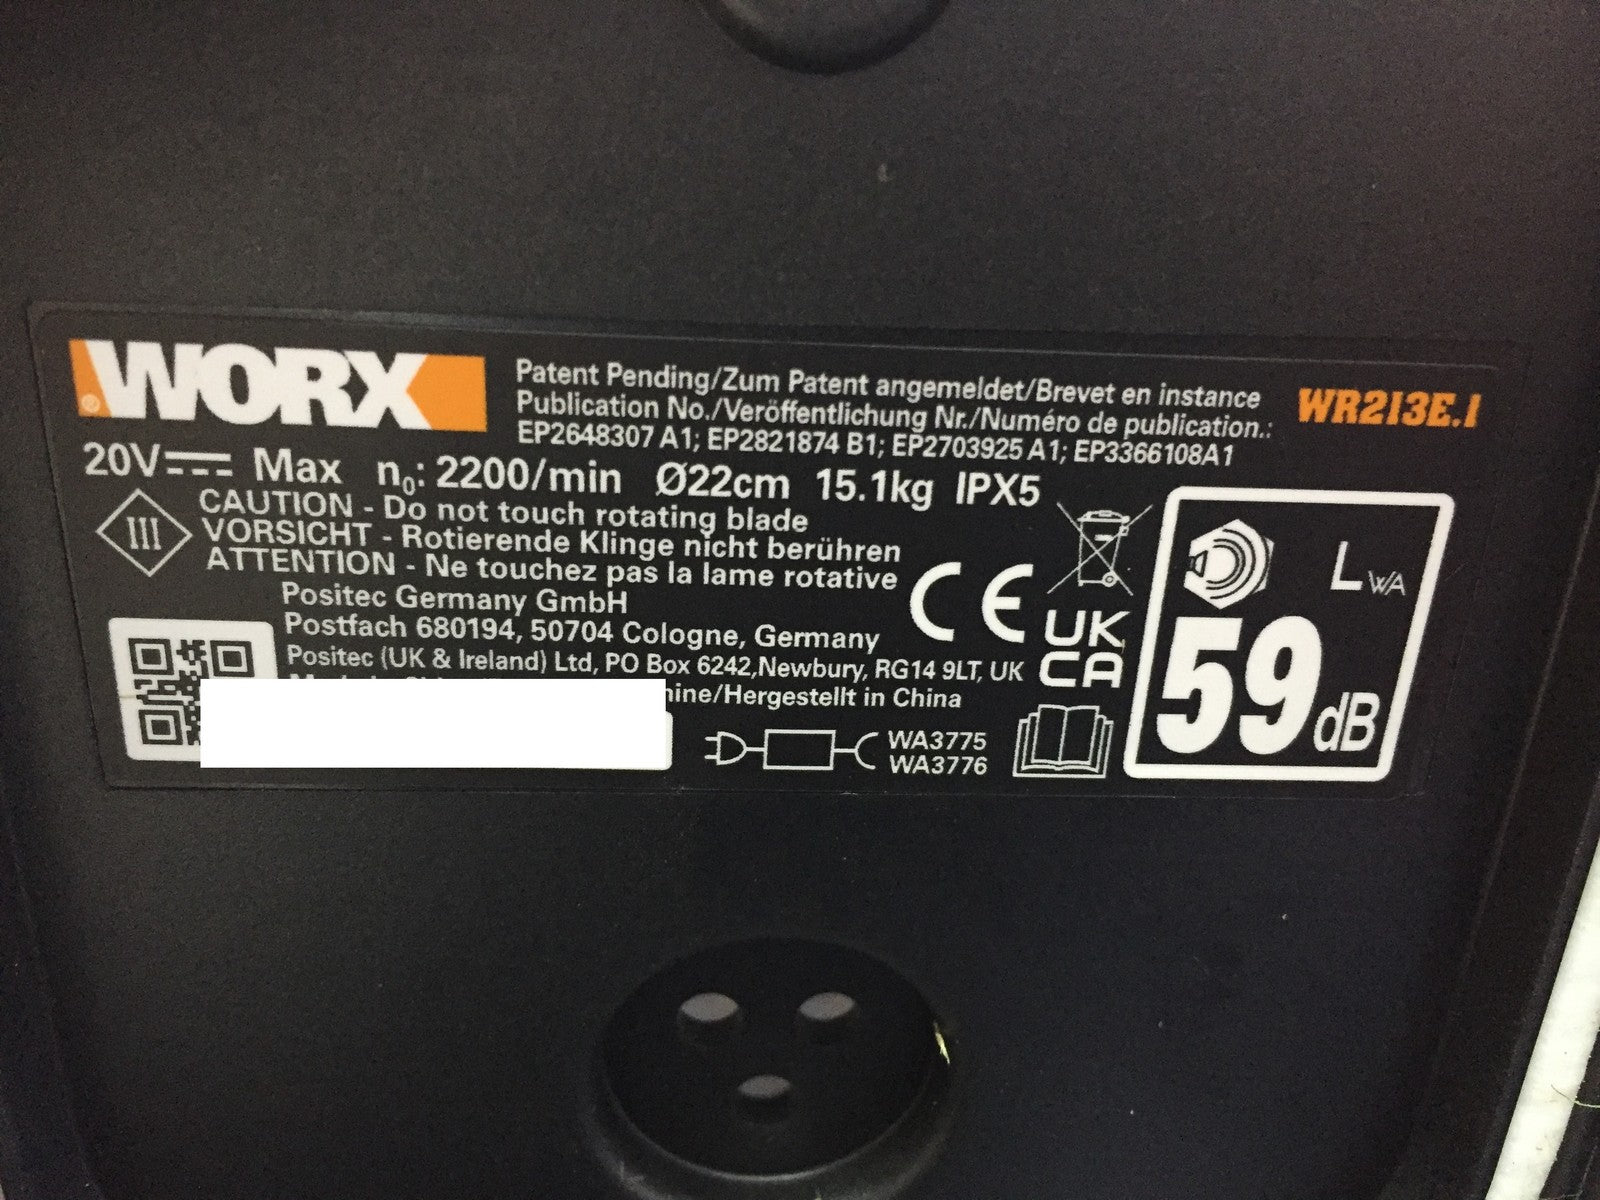 WORX
®
Patent Pending/Zum Patent angemeldet/Brevet en instance
Publication No./Veröffentlichung Nr./Numéro de publication.:
EP2648307 A1; EP2821874 B1; EP2703925 A1; EP3366108A1
WR213E.1
20V Max n0: 2200/min Ø22cm 15.1kg IPX5
III
CAUTION - Do not touch rotating blade
VORSICHT - Rotierende Klinge nicht berühren
ATTENTION - Ne touchez pas la lame rotative
Positec Germany GmbH
Postfach 680194, 50704 Cologne, Germany
Positec (UK & Ireland) Ltd, PO Box 6242,Newbury, RG14 9LT, UK
hine/Hergestellt in China
WA3775
WA3776
CE
UK
CA
LWA
59dB